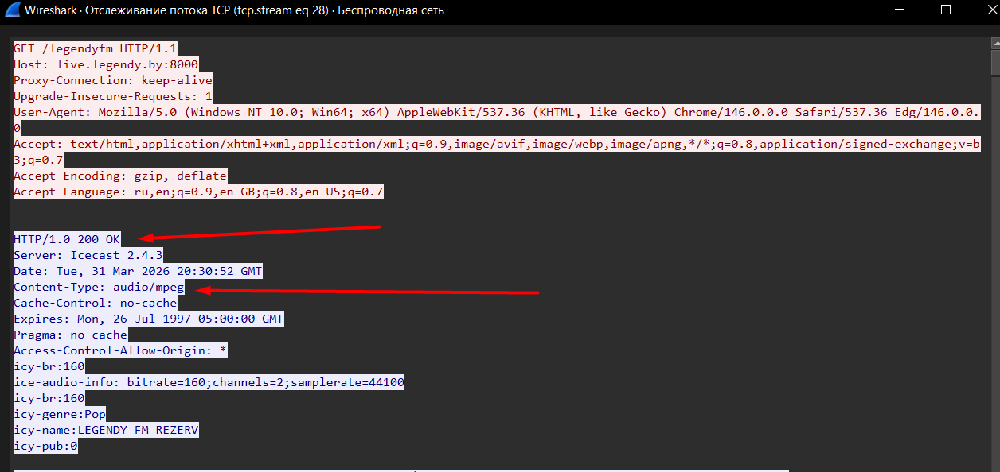 Wireshark · Отслеживание потока TCP (tcp.stream eq 28) · Беспроводная сеть
GET /legendyfm HTTP/1.1
Host: live.legendy.by:8000
Proxy-Connection: keep-alive
Upgrade-Insecure-Requests: 1
User-Agent: Mozilla/5.0 (Windows NT 10.0; Win64; x64) AppleWebKit/537.36 (KHTML, like Gecko) Chrome/146.0.0.0 Safari/537.36 Edg/146.0.0.
0
Accept: text/html,application/xhtml+xml,application/xml;q=0.9,image/avif,image/webp,image/apng,*/*;q=0.8,application/signed-exchange;v=b
3;q=0.7
Accept-Encoding: gzip, deflate
Accept-Language: ru,en;q=0.9,en-GB;q=0.8,en-US;q=0.7
HTTP/1.0 200 OK
Server: Icecast 2.4.3
Date: Tue, 31 Mar 2026 20:30:52 GMT
Content-Type: audio/mpeg
Cache-Control: no-cache
Expires: Mon, 26 Jul 1997 05:00:00 GMT
Pragma: no-cache
Access-Control-Allow-Origin: *
icy-br:160
ice-audio-info: bitrate=160;channels=2;samplerate=44100
icy-br:160
icy-genre:Pop
icy-name:LEGENDY FM REZERV
icy-pub:0